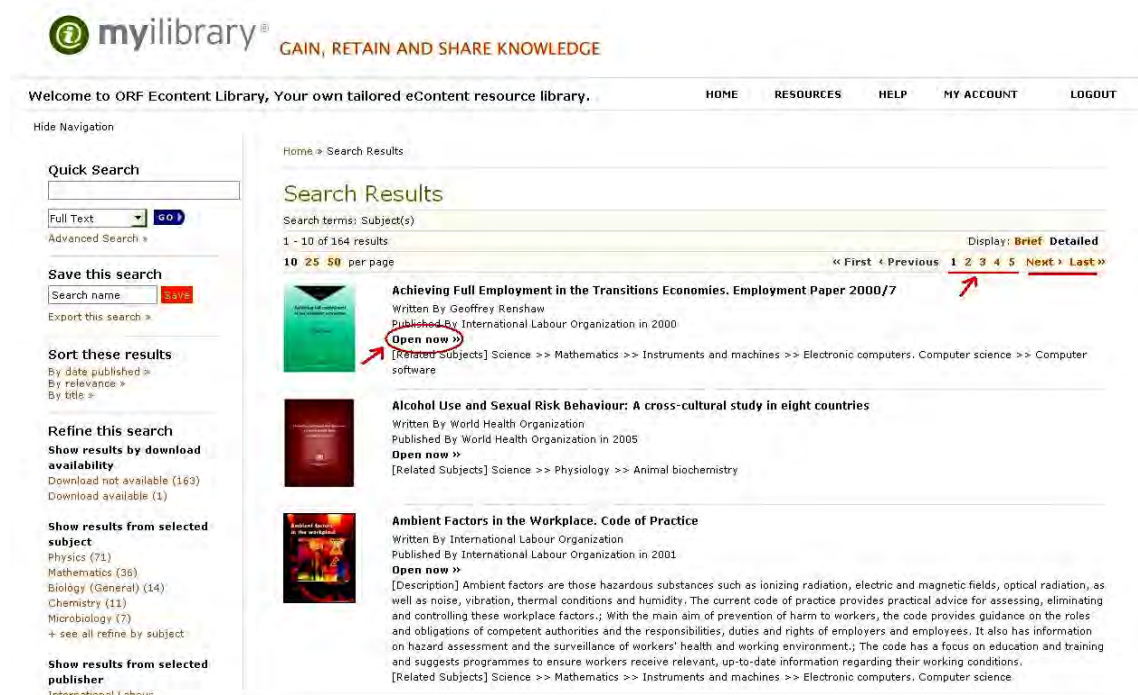 myilibrary®
GAIN, RETAIN AND SHARE KNOWLEDGE
Welcome to ORF Econtent Library, Your own tailored eContent resource library.
HOME RESOURCES HELP MY ACCOUNT LOGOUT
Hide Navigation
Quick Search
Full Text GO
Advanced Search »
Save this search
Search name Save
Export this search »
Sort these results
By date published »
By relevance »
By title »
Refine this search
Show results by download
availability
Download not available (163)
Download available (1)
Show results from selected
subject
Physics (71)
Mathematics (36)
Biology (General) (14)
Chemistry (11)
Microbiology (7)
+ see all refine by subject
Show results from selected
publisher
International Labour
Home » Search Results
Search Results
Search terms: Subject(s)
1 - 10 of 164 results
Display: Brief Detailed
10 25 50 per page
« First ‹ Previous 1 2 3 4 5 Next › Last »
Achieving Full Employment in the Transitions Economies. Employment Paper 2000/7
Written By Geoffrey Renshaw
Published By International Labour Organization in 2000
Open now »
[Related Subjects] Science >> Mathematics >> Instruments and machines >> Electronic computers. Computer science >> Computer
software
Alcohol Use and Sexual Risk Behaviour: A cross-cultural study in eight countries
Written By World Health Organization
Published By World Health Organization in 2005
Open now »
[Related Subjects] Science >> Physiology >> Animal biochemistry
Ambient factors
in the workplace
Ambient Factors in the Workplace. Code of Practice
Written By International Labour Organization
Published By International Labour Organization in 2001
Open now »
[Description] Ambient factors are those hazardous substances such as ionizing radiation, electric and magnetic fields, optical radiation, as
well as noise, vibration, thermal conditions and humidity. The current code of practice provides practical advice for assessing, eliminating
and controlling these workplace factors.; With the main aim of prevention of harm to workers, the code provides guidance on the roles
and obligations of competent authorities and the responsibilities, duties and rights of employers and employees. It also has information
on hazard assessment and the surveillance of workers' health and working environment.; The code has a focus on education and training
and suggests programmes to ensure workers receive relevant, up-to-date information regarding their working conditions.
[Related Subjects] Science >> Mathematics >> Instruments and machines >> Electronic computers. Computer science